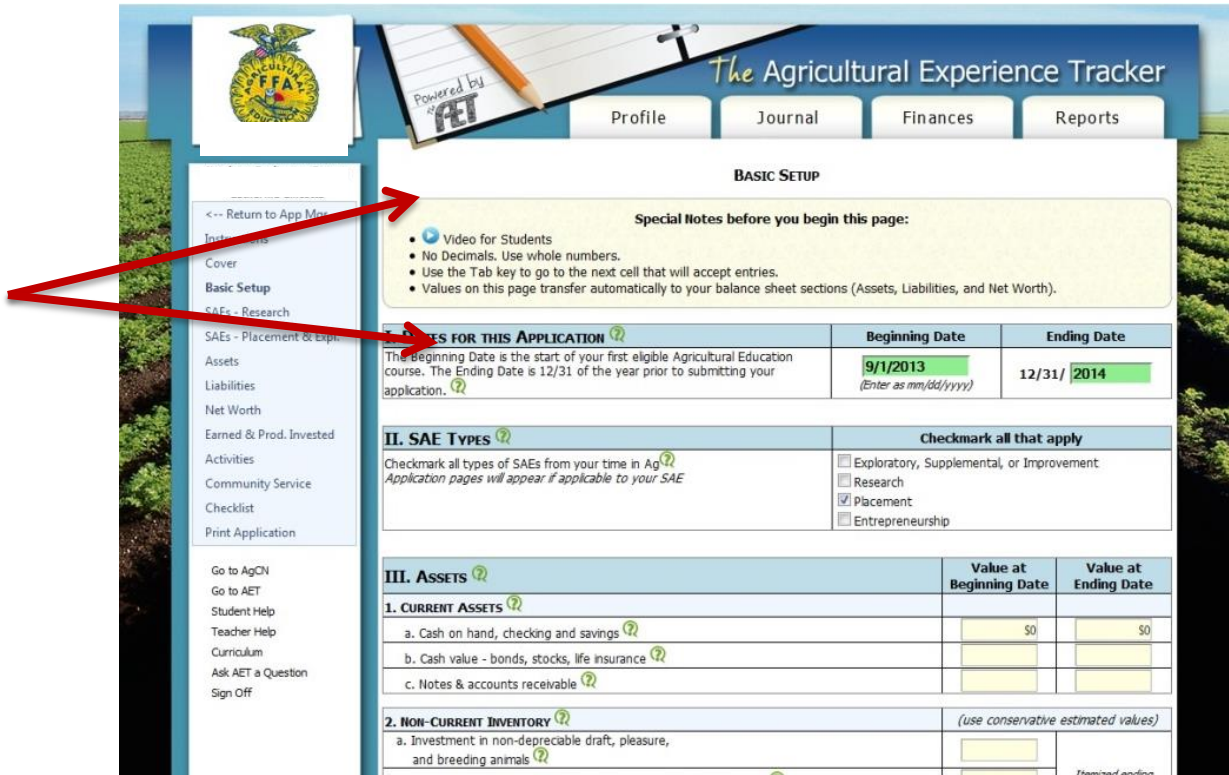 AGRICULTURAL
FFA
EDUCATION
Powered by
the AET
The Agricultural Experience Tracker
Profile
Journal
Finances
Reports
<-- Return to App Mgr
Cover
Basic Setup
SAEs - Research
SAEs - Placement & Expl.
Assets
Liabilities
Net Worth
Earned & Prod. Invested
Activities
Community Service
Checklist
Print Application
Go to AgCN
Go to AET
Student Help
Teacher Help
Curriculum
Ask AET a Question
Sign Off
BASIC SETUP
Special Notes before you begin this page:
• Video for Students
• No Decimals. Use whole numbers.
• Use the Tab key to go to the next cell that will accept entries.
• Values on this page transfer automatically to your balance sheet sections (Assets, Liabilities, and Net Worth).
FOR THIS APPLICATION
Beginning Date
Ending Date
The Beginning Date is the start of your first eligible Agricultural Education
course. The Ending Date is 12/31 of the year prior to submitting your
application.
9/1/2013
(Enter as mm/dd/yyyy)
12/31/ 2014
II. SAE TYPES
Checkmark all that apply
Checkmark all types of SAEs from your time in Ag
Application pages will appear if applicable to your SAE
Exploratory, Supplemental, or Improvement
Research
Placement
Entrepreneurship
III. ASSETS
Value at
Beginning Date
Value at
Ending Date
1. CURRENT ASSETS
a. Cash on hand, checking and savings
$0
$0
b. Cash value - bonds, stocks, life insurance
c. Notes & accounts receivable
2. NON-CURRENT INVENTORY
(use conservative estimated values)
a. Investment in non-depreciable draft, pleasure,
and breeding animals
Itemized ending